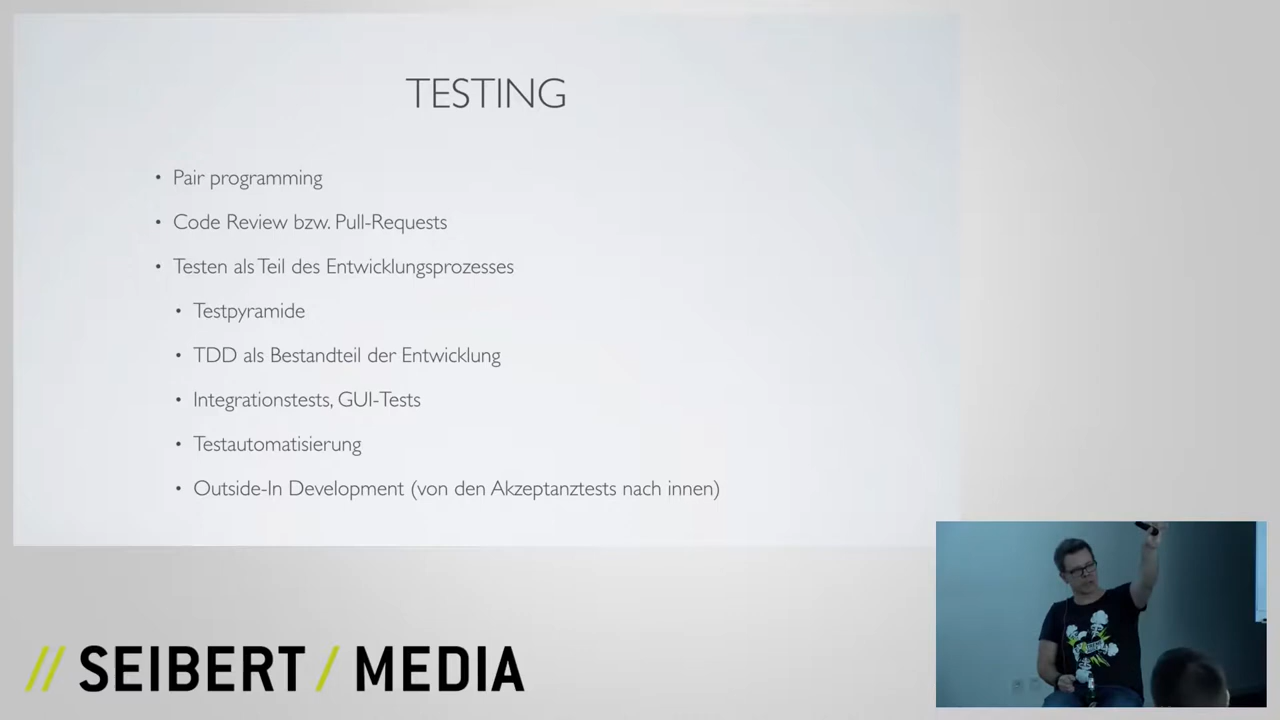 TESTING
• Pair programming
• Code Review bzw. Pull-Requests
• Testen als Teil des Entwicklungsprozesses
• Testpyramide
• TDD als Bestandteil der Entwicklung
• Integrationstests, GUI-Tests
• Testautomatisierung
• Outside-In Development (von den Akzeptanztests nach innen)
// SEIBERT / MEDIA